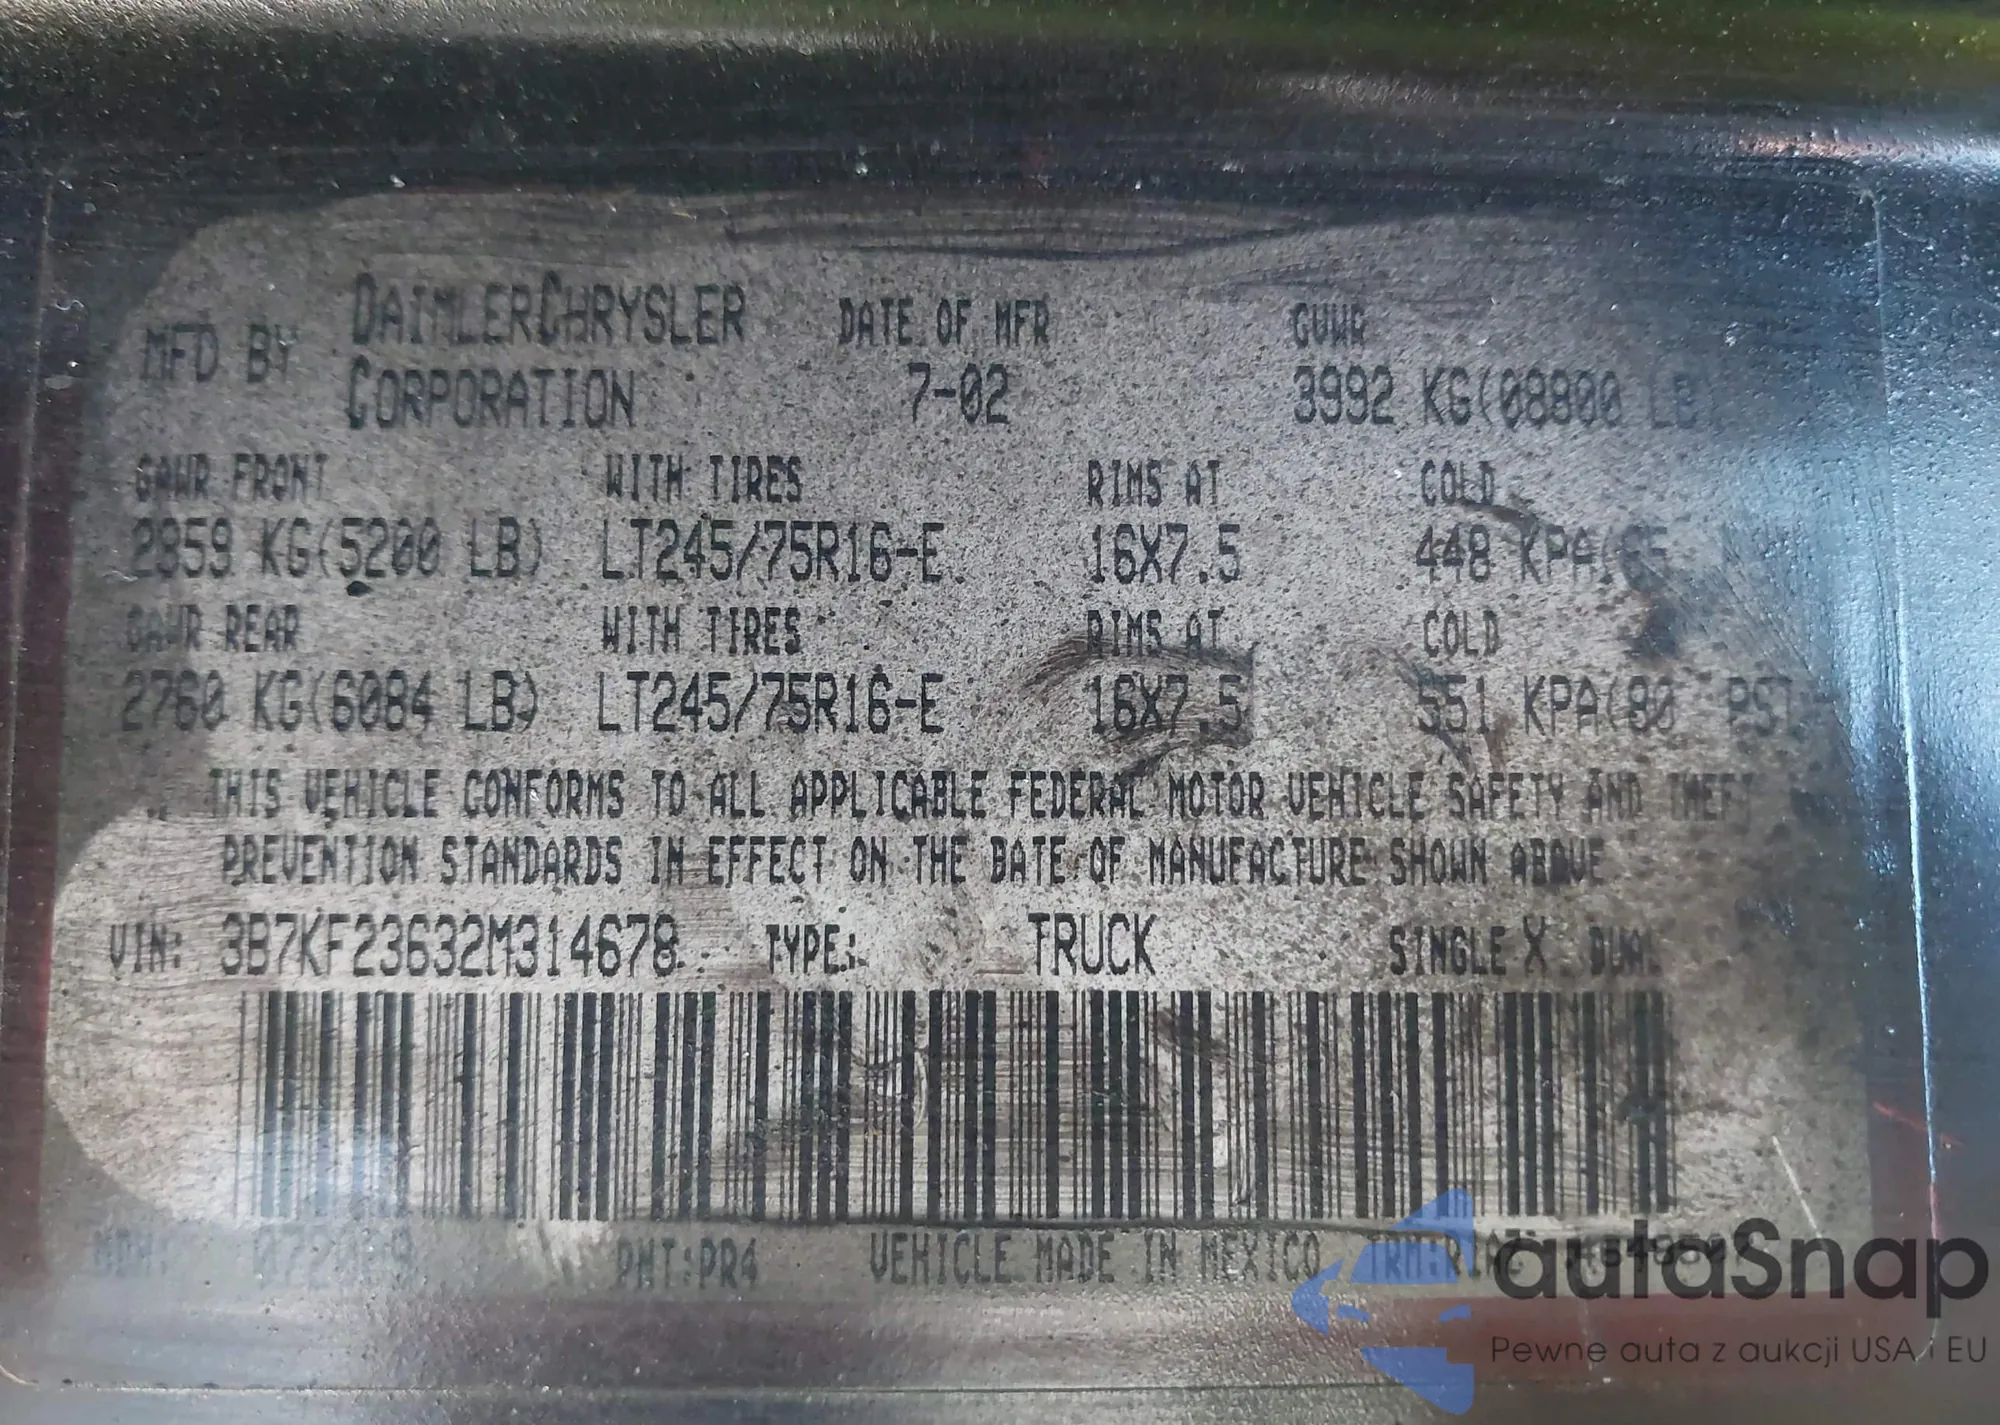 MFD BY DAIMLERCHRYSLER CORPORATION DATE OF MFR 7-02 GVWR 3992 KG(08800 LB)
GAWR FRONT WITH TIRES RIMS AT COLD
2359 KG(5200 LB) LT245/75R16-E 16X7.5 448 KPA(65
GAWR REAR WITH TIRES RIMS AT COLD
2760 KG(6084 LB) LT245/75R16-E 16X7.5 551 KPA(80 PSI
THIS VEHICLE CONFORMS TO ALL APPLICABLE FEDERAL MOTOR VEHICLE SAFETY AND THEFT
PREVENTION STANDARDS IN EFFECT ON THE DATE OF MANUFACTURE SHOWN ABOVE
VIN: 3B7KF23632M314678 TYPE: TRUCK SINGLE X DUAL
MDH: PNT:PR4 VEHICLE MADE IN MEXICO
autaSnap
Pewne auta z aukcji USA i EU